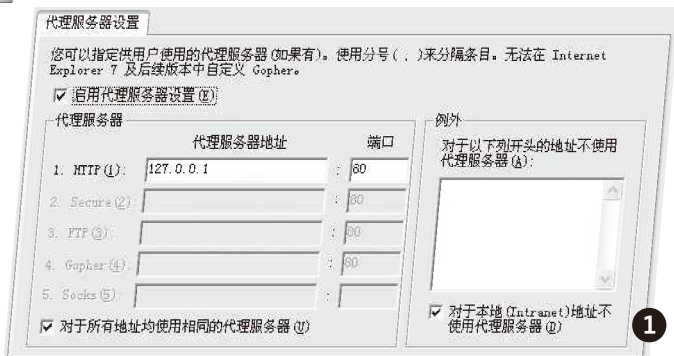 代理服务器设置
您可以指定供用户使用的代理服务器(如果有)。使用分号( ; )来分隔条目。无法在 Internet
Explorer 7 及后续版本中自定义 Gopher。
启用代理服务器设置(E)
代理服务器
代理服务器地址 端口
1. HTTP(1): 127.0.0.1 : 80
2. Secure(2) : 80
3. FTP(3): : 80
4. Gopher(4): : 80
5. Socks(5) :
对于所有地址均使用相同的代理服务器(U)
例外
对于以下列开头的地址不使用
代理服务器(A):
对于本地(Intranet)地址不
使用代理服务器(D)
1